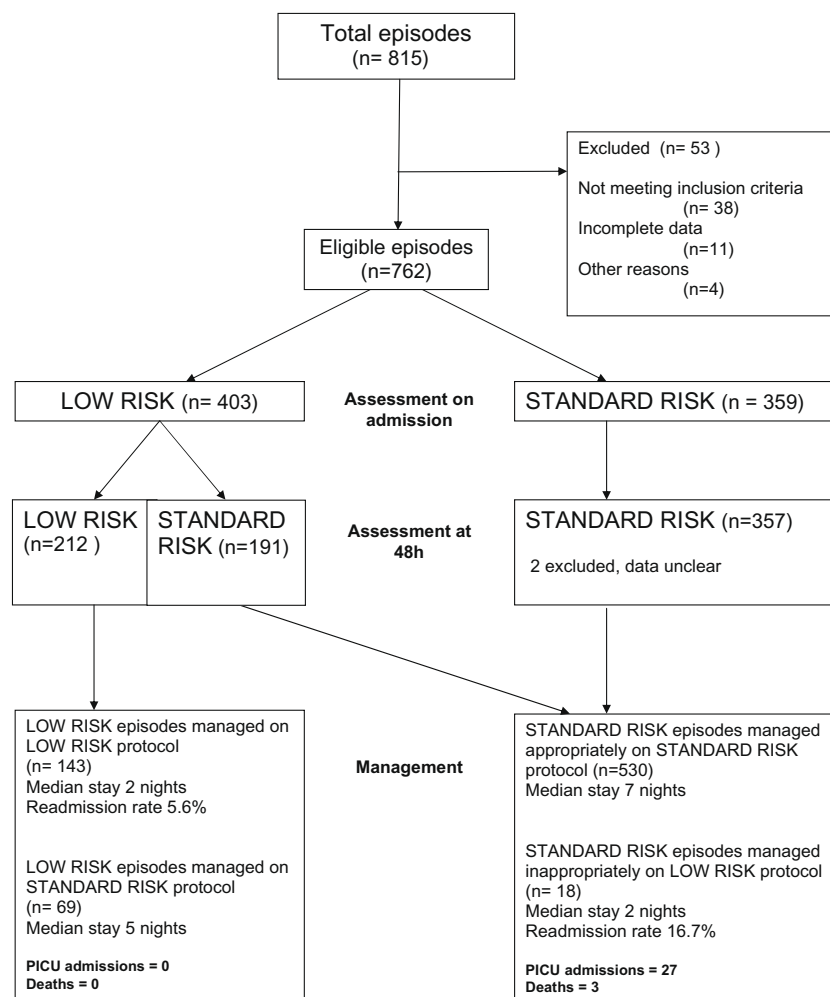 Total episodes
(n= 815)
Excluded (n= 53 )
Not meeting inclusion criteria
(n= 38)
Incomplete data
(n=11)
Other reasons
(n=4)
Eligible episodes
(n=762)
LOW RISK (n= 403)
Assessment on
admission
STANDARD RISK (n = 359)
LOW RISK
(n=212 )
STANDARD
RISK (n=191)
Assessment at
48h
STANDARD RISK (n=357)
2 excluded, data unclear
LOW RISK episodes managed on
LOW RISK protocol
(n= 143)
Median stay 2 nights
Readmission rate 5.6%
LOW RISK episodes managed on
STANDARD RISK protocol
(n= 69)
Median stay 5 nights
PICU admissions = 0
Deaths = 0
Management
STANDARD RISK episodes managed
appropriately on STANDARD RISK
protocol (n=530)
Median stay 7 nights
STANDARD RISK episodes managed
inappropriately on LOW RISK protocol
(n= 18)
Median stay 2 nights
Readmission rate 16.7%
PICU admissions = 27
Deaths = 3